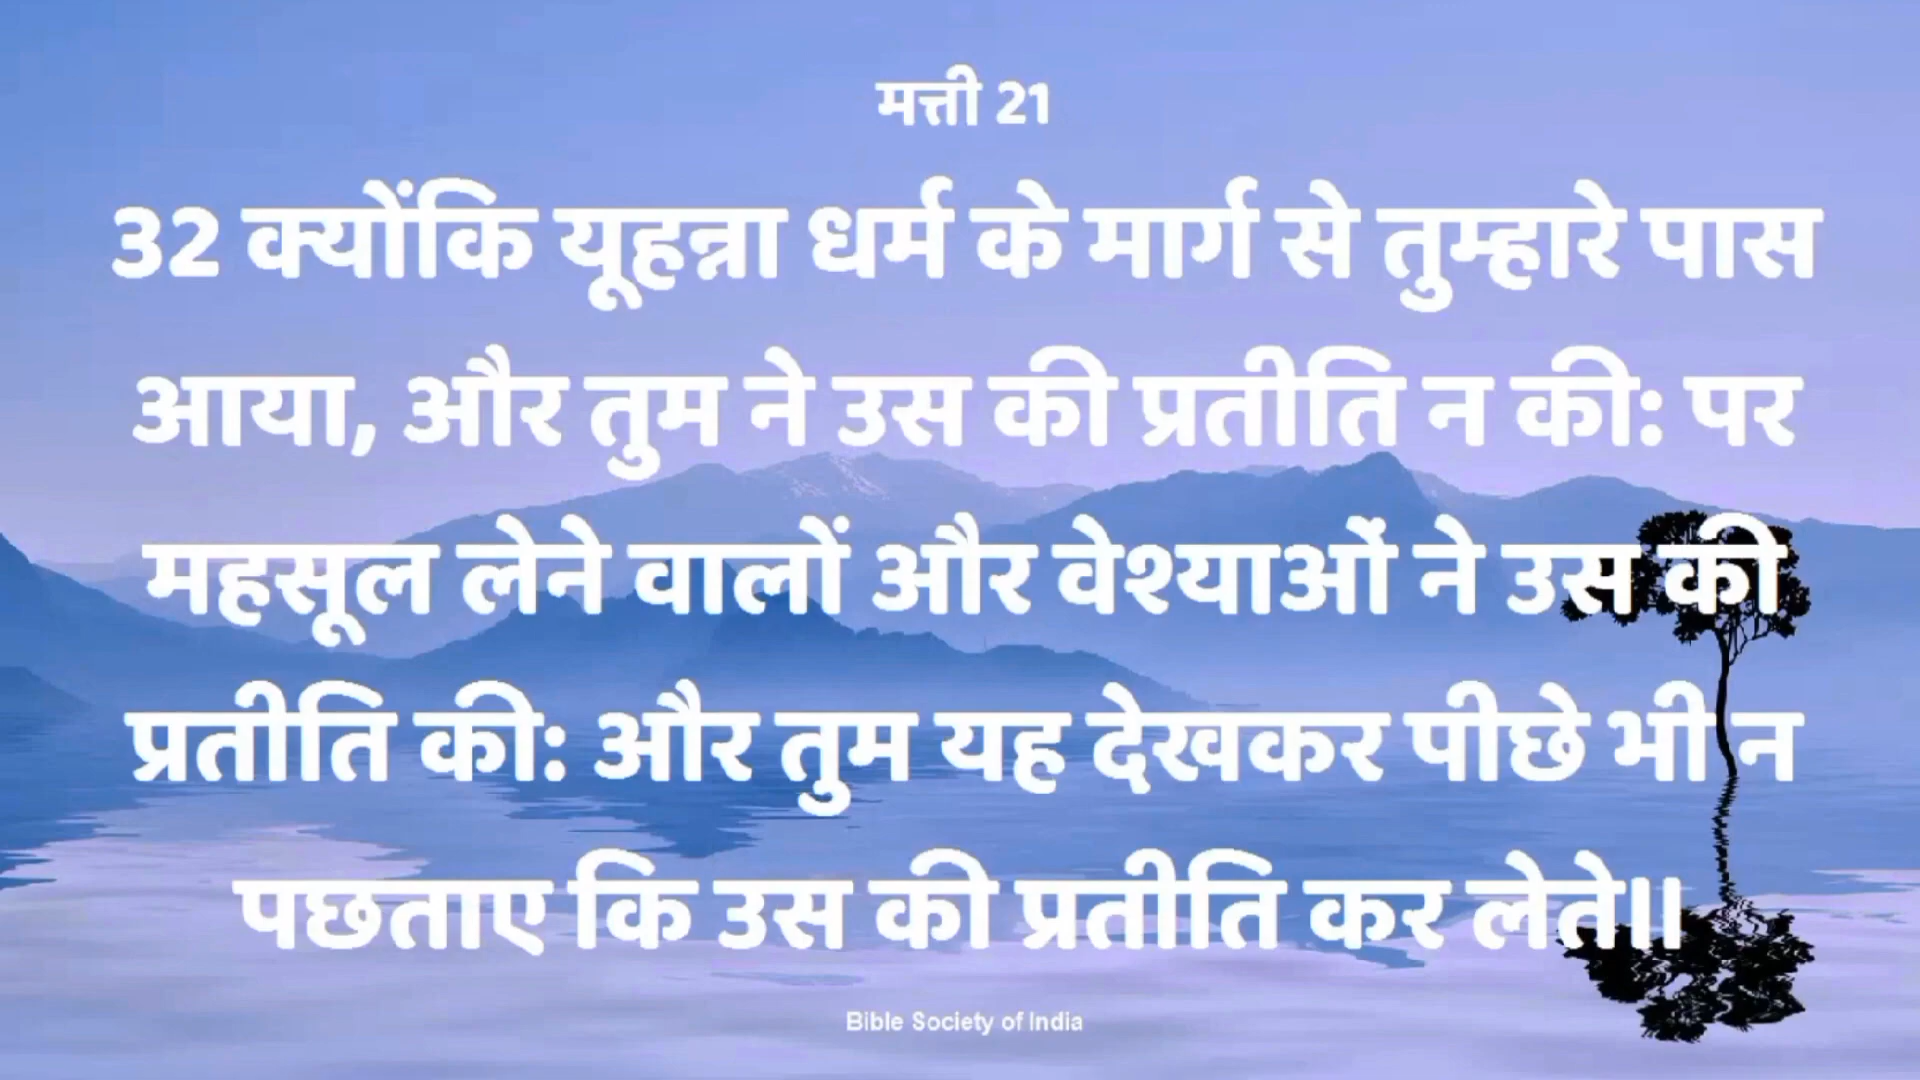 मत्ती 21
32 क्योंकि यूहन्ना धर्म के मार्ग से तुम्हारे पास
आया, और तुम ने उस की प्रतीति न की: पर
महसूल लेने वालों और वेश्याओं ने उस की
प्रतीति की: और तुम यह देखकर पीछे भी न
पछताए कि उस की प्रतीति कर लेते॥
Bible Society of India